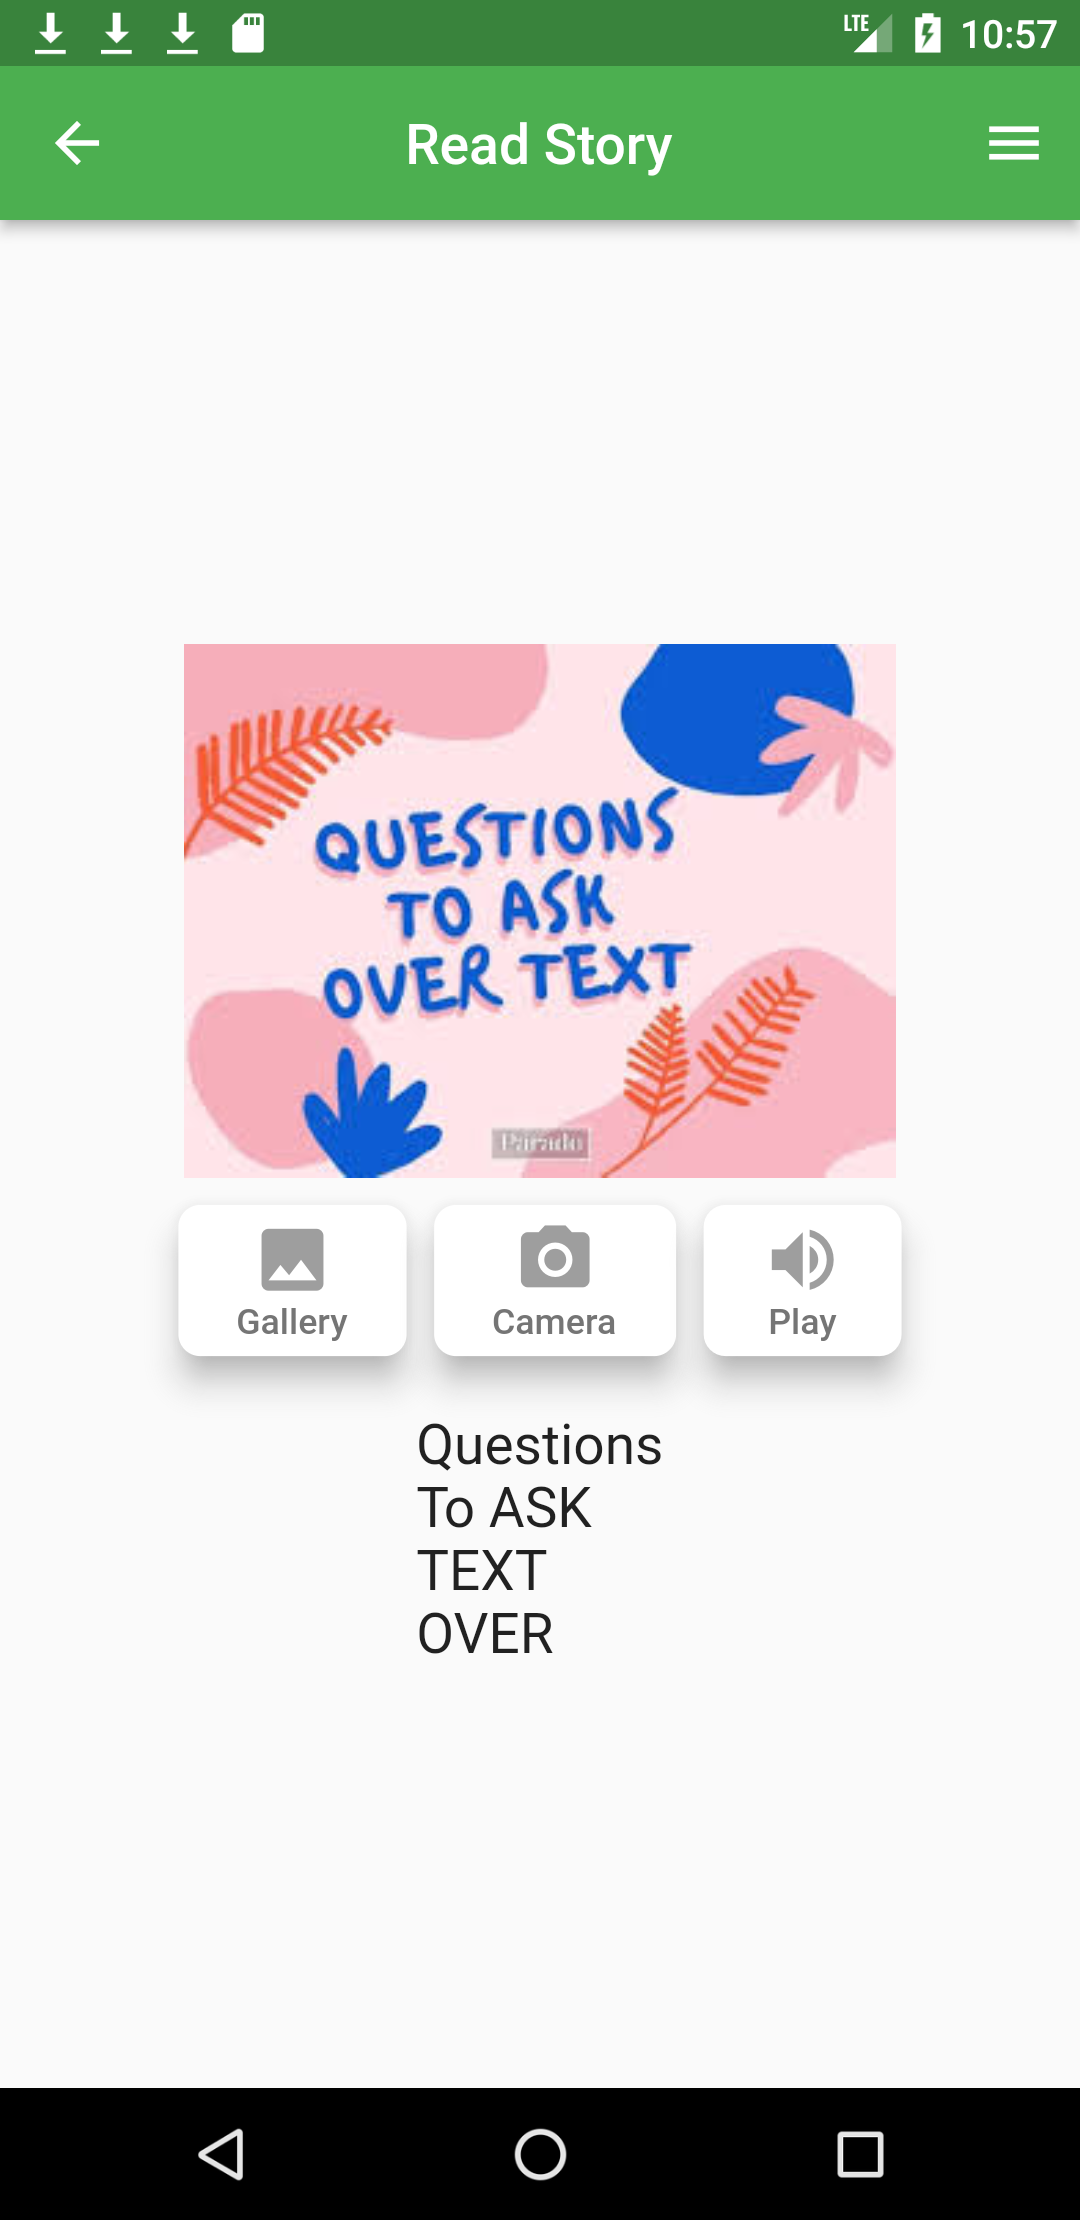 LTE 10:57
Read Story
QUESTIONS
TO ASK
OVER TEXT
Parade
Gallery Camera Play
Questions
To ASK
TEXT
OVER